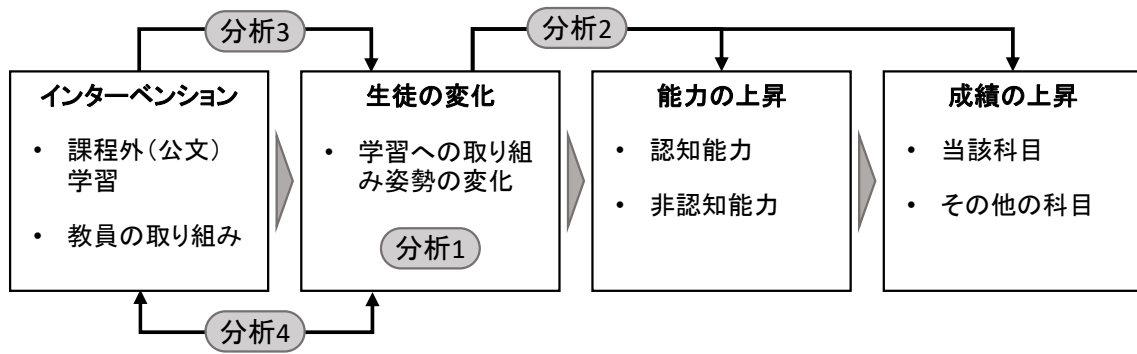 分析3
分析2
インターベンション
• 課程外(公文)
学習
• 教員の取り組み
生徒の変化
• 学習への取り組
み姿勢の変化
分析1
能力の上昇
• 認知能力
• 非認知能力
成績の上昇
• 当該科目
• その他の科目
分析4